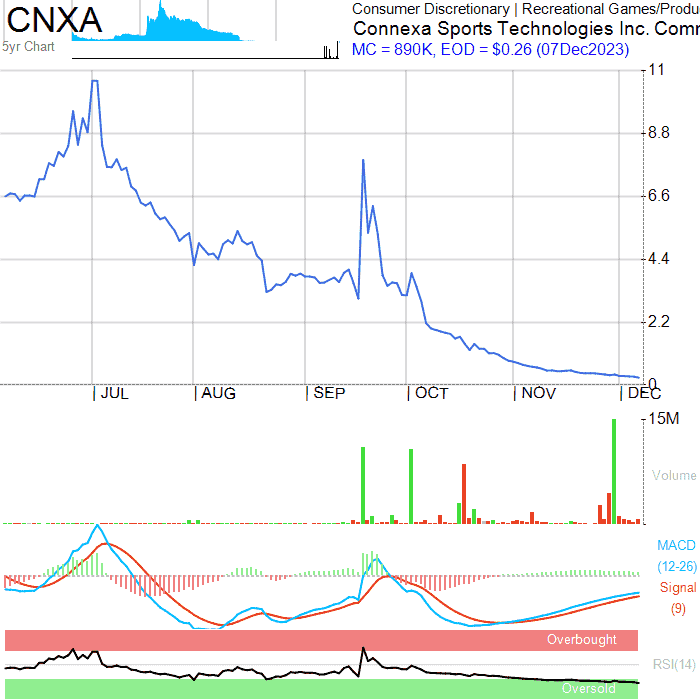 CNXA
5yr Chart
Consumer Discretionary | Recreational Games/Produ
Connexa Sports Technologies Inc. Comm
MC = 890K, EOD = $0.26 (07Dec2023)
11
8.8
6.6
4.4
2.2
0
JUL AUG SEP OCT NOV DEC
15M
Volume
MACD
(12-26)
Signal
(9)
Overbought
RSI(14)
Oversold